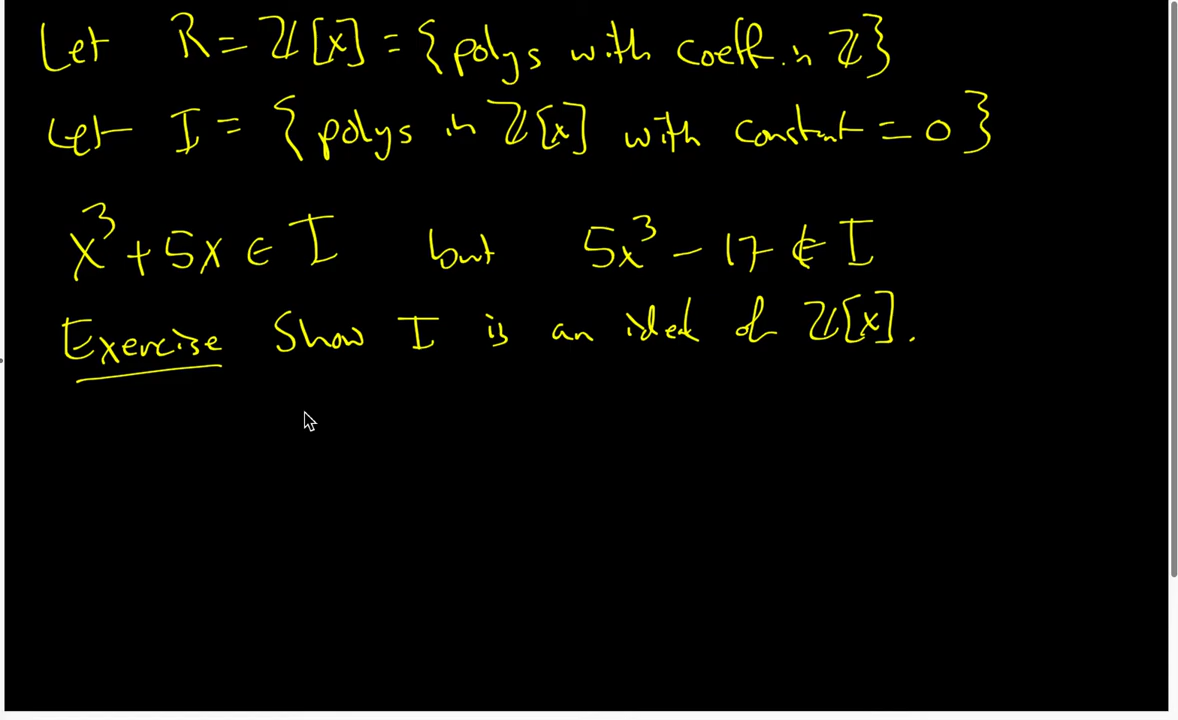 Let R = ℤ[x] = {polys with coeff. in ℤ}
Let I = {polys in ℤ[x] with constant = 0}
x³ + 5x ∈ I but 5x³ - 17 ∉ I
Exercise Show I is an ideal of ℤ[x].